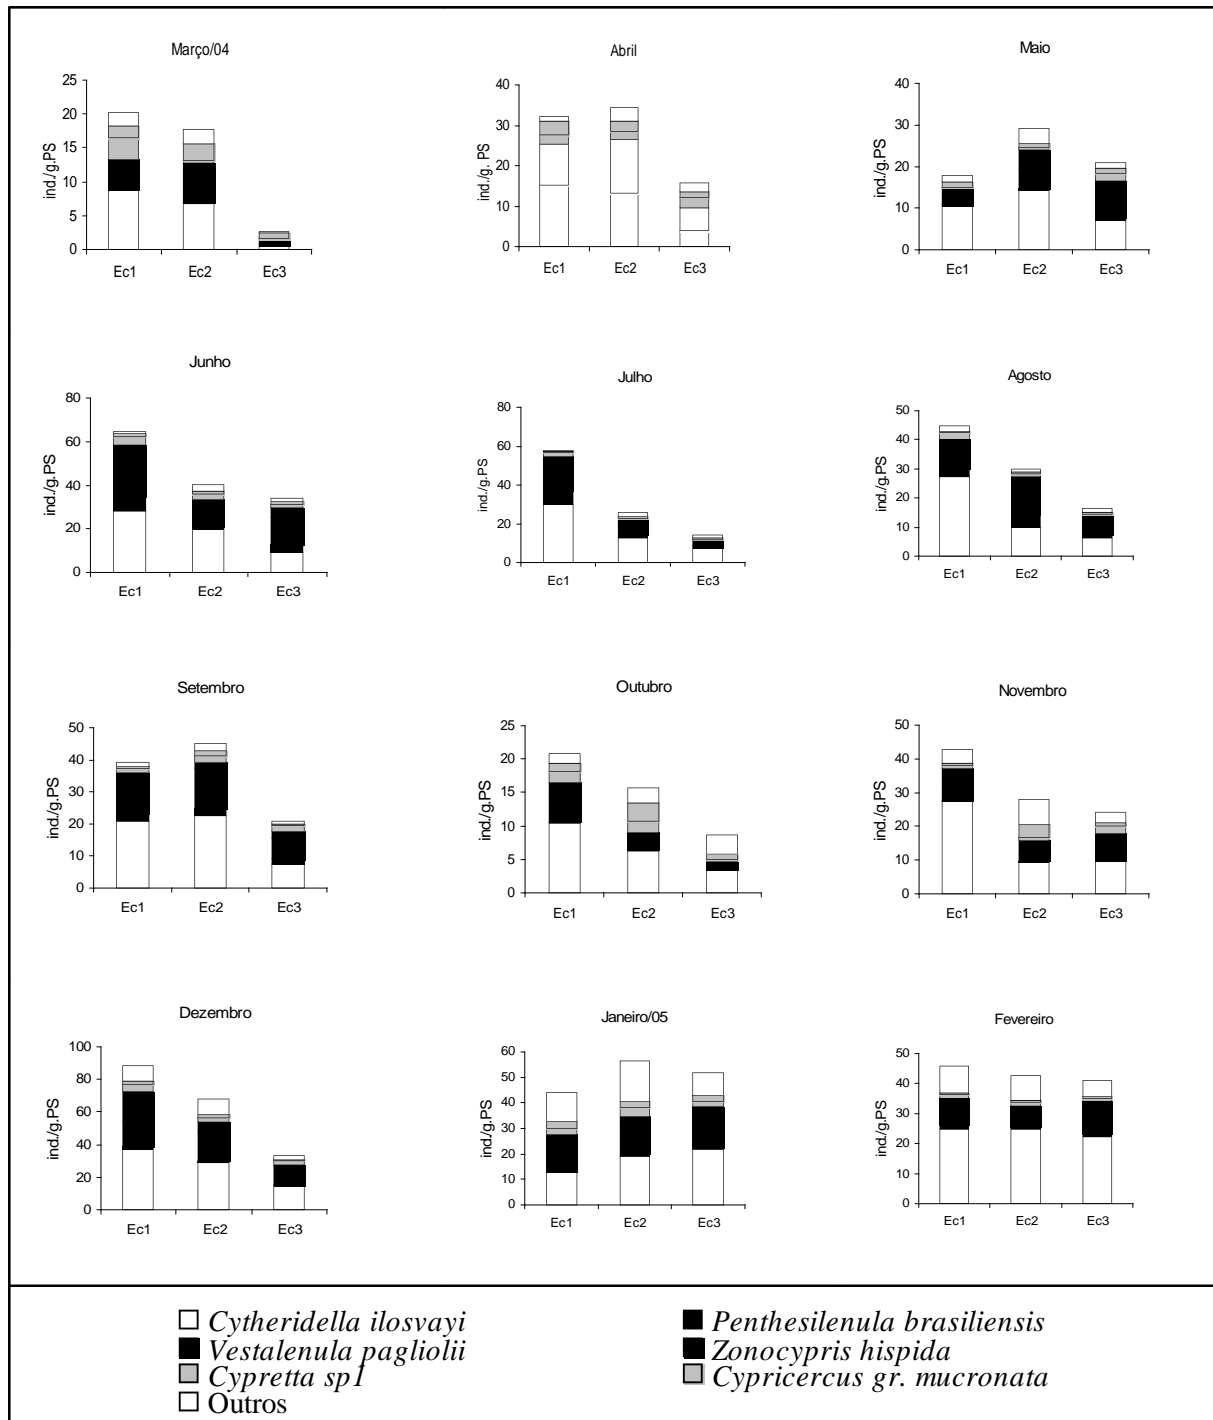 Março/04
25
20
15
10
5
0
ind./g.PS
Ec1 Ec2 Ec3
Abril
40
30
20
10
0
ind./g. PS
Ec1 Ec2 Ec3
Maio
40
30
20
10
0
ind./g.PS
Ec1 Ec2 Ec3
Junho
80
60
40
20
0
ind./g.PS
Ec1 Ec2 Ec3
Julho
80
60
40
20
0
ind./g.PS
Ec1 Ec2 Ec3
Agosto
50
40
30
20
10
0
ind./g.PS
Ec1 Ec2 Ec3
Setembro
50
40
30
20
10
0
ind./g.PS
Ec1 Ec2 Ec3
Outubro
25
20
15
10
5
0
ind./g.PS
Ec1 Ec2 Ec3
Novembro
50
40
30
20
10
0
ind./g.PS
Ec1 Ec2 Ec3
Dezembro
100
80
60
40
20
0
ind./g.PS
Ec1 Ec2 Ec3
Janeiro/05
60
50
40
30
20
10
0
ind./g.PS
Ec1 Ec2 Ec3
Fevereiro
50
40
30
20
10
0
ind./g.PS
Ec1 Ec2 Ec3
Cytheridella ilosvayi
Penthesilenula brasiliensis
Vestalenula pagliolii
Zonocypris hispida
Cypretta sp1
Cypricercus gr. mucronata
Outros